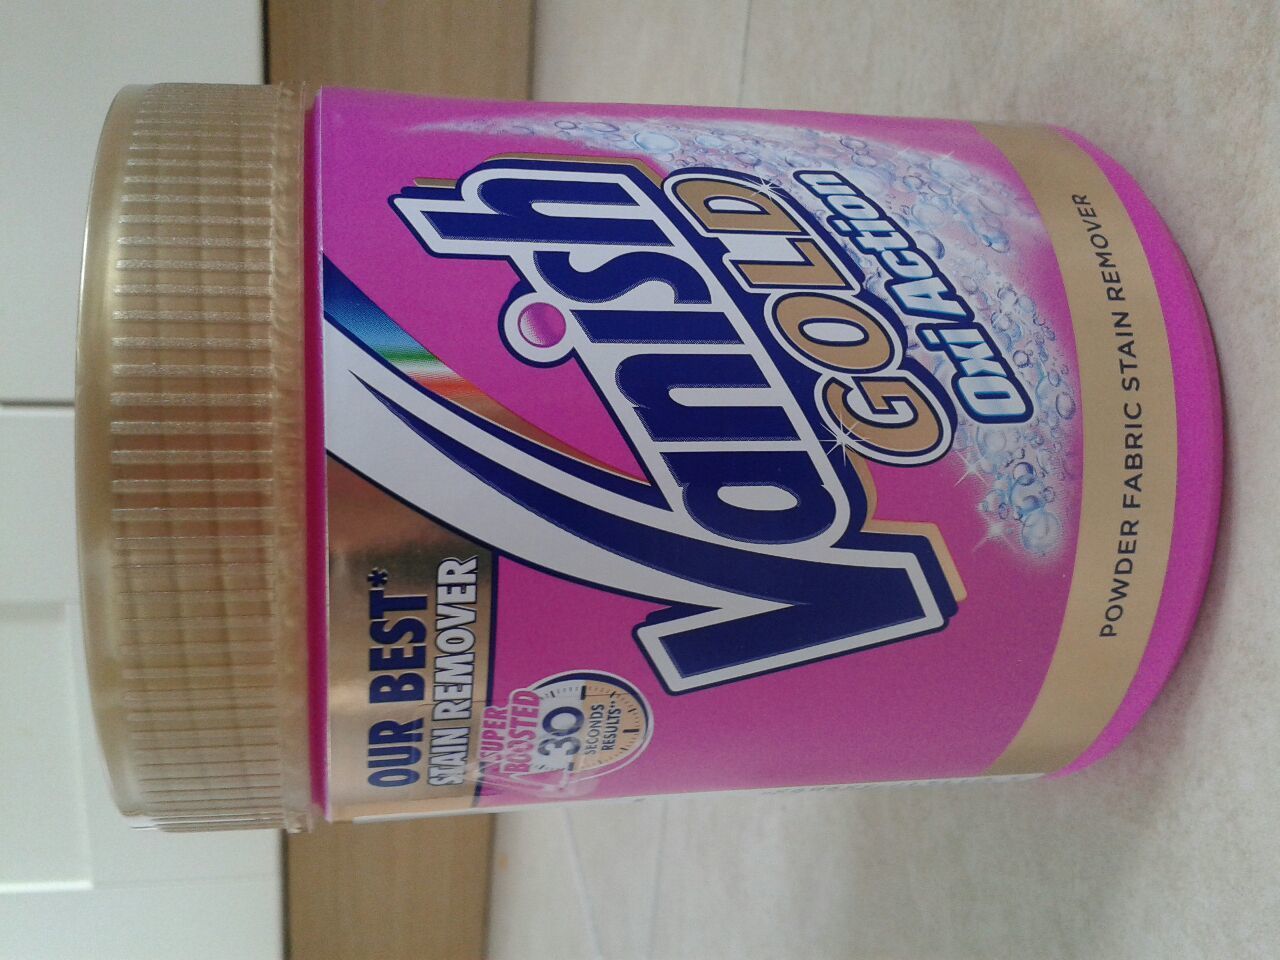 OUR BEST*
STAIN REMOVER
SUPER
BOOSTED
30
SECONDS
RESULTS**
Vanish
GOLD
Oxi Action
POWDER FABRIC STAIN REMOVER